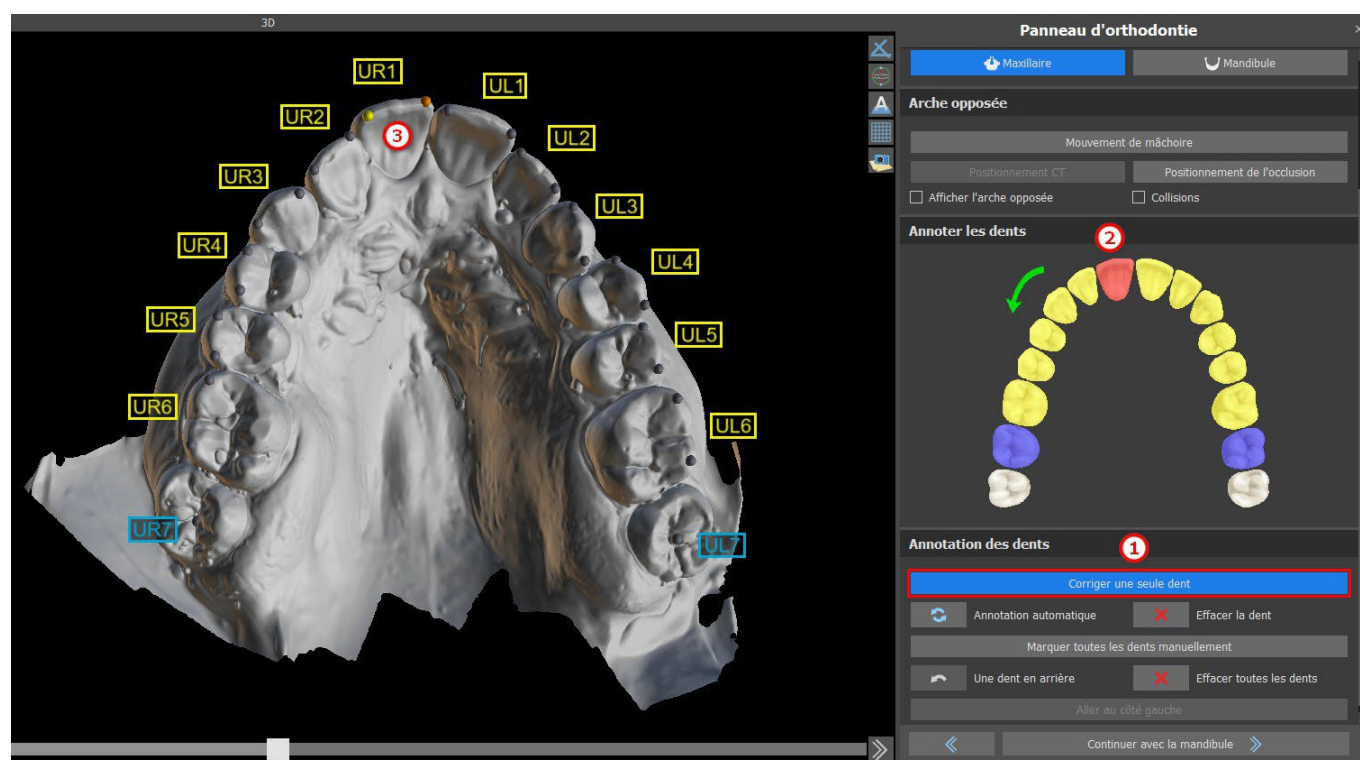 3D
UR1
UL1
UR2
UL2
3
UR3
UL3
UR4
UL4
UR5
UL5
UR6
UL6
UR7
UL7
Panneau d'orthodontie
Maxillaire
Mandibule
Arche opposée
Mouvement de mâchoire
Positionnement CT
Positionnement de l'occlusion
Afficher l'arche opposée
Collisions
Annoter les dents
2
Annotation des dents
1
Corriger une seule dent
Annotation automatique
Effacer la dent
Marquer toutes les dents manuellement
Une dent en arrière
Effacer toutes les dents
Aller au côté gauche
Continuer avec la mandibule